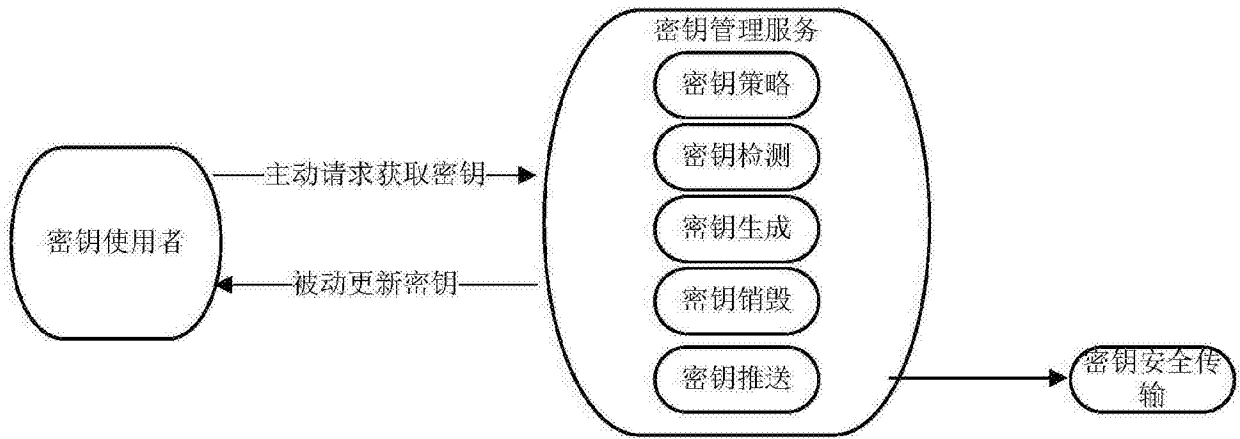 密钥管理服务
密钥策略
密钥检测
主动请求获取密钥
密钥生成
密钥使用者
被动更新密钥
密钥销毁
密钥推送
密钥安全传
输